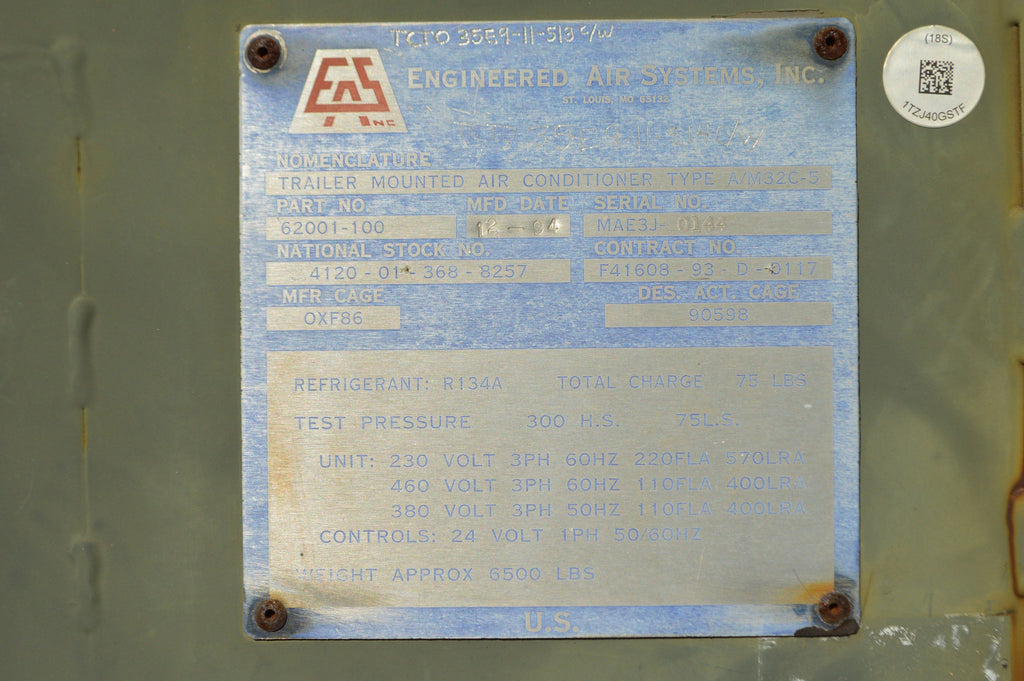 TCTO 3559-11-513 C/W
EAS INC
ENGINEERED AIR SYSTEMS, INC.
ST. LOUIS, MO 63132
NOMENCLATURE
TRAILER MOUNTED AIR CONDITIONER TYPE A/M32C-5
PART NO. MFD DATE SERIAL NO.
62001-100 12-04 MAE3J-0144
NATIONAL STOCK NO. CONTRACT NO.
4120-01-368-8257 F41608-93-D-0117
MFR CAGE DES. ACT. CAGE
OXF86 90598
REFRIGERANT: R134A TOTAL CHARGE 75 LBS
TEST PRESSURE 300 H.S. 75L.S.
UNIT: 230 VOLT 3PH 60HZ 220FLA 570LRA
460 VOLT 3PH 60HZ 110FLA 400LRA
380 VOLT 3PH 50HZ 110FLA 400LRA
CONTROLS: 24 VOLT 1PH 50/60HZ
WEIGHT APPROX 6500 LBS
U.S.
(18S)
1TZJ40GSTF